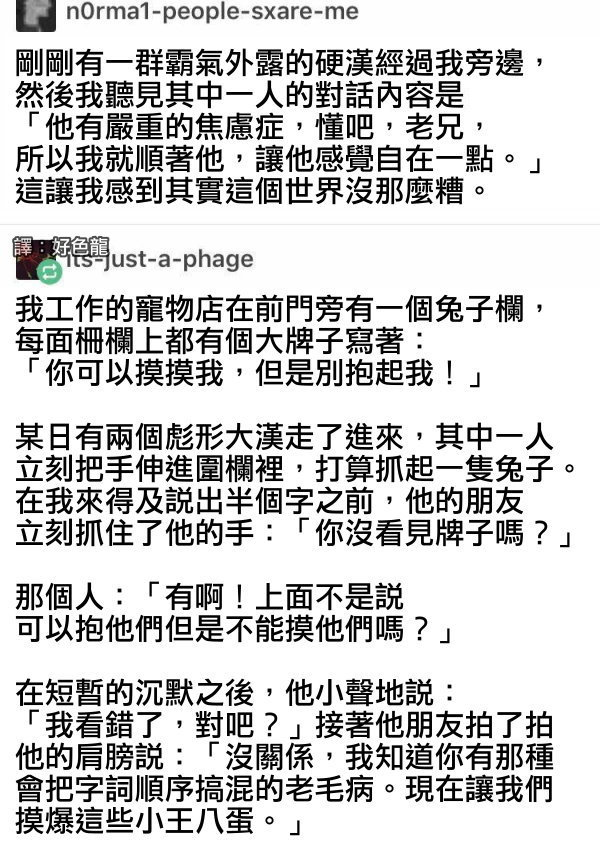 n0rma1-people-sxare-me
剛剛有一群霸氣外露的硬漢經過我旁邊，
然後我聽見其中一人的對話內容是
「他有嚴重的焦慮症，懂吧，老兄，
所以我就順著他，讓他感覺自在一點。」
這讓我感到其實這個世界沒那麼糟。
譯：好色龍
its-just-a-phage
我工作的寵物店在前門旁有一個兔子欄，
每面柵欄上都有個大牌子寫著：
「你可以摸摸我，但是別抱起我！」
某日有兩個彪形大漢走了進來，其中一人
立刻把手伸進圍欄裡，打算抓起一隻兔子。
在我來得及説出半個字之前，他的朋友
立刻抓住了他的手：「你沒看見牌子嗎？」
那個人：「有啊！上面不是説
可以抱他們但是不能摸他們嗎？」
在短暫的沉默之後，他小聲地説：
「我看錯了，對吧？」接著他朋友拍了拍
他的肩膀説：「沒關係，我知道你有那種
會把字詞順序搞混的老毛病。現在讓我們
摸爆這些小王八蛋。」